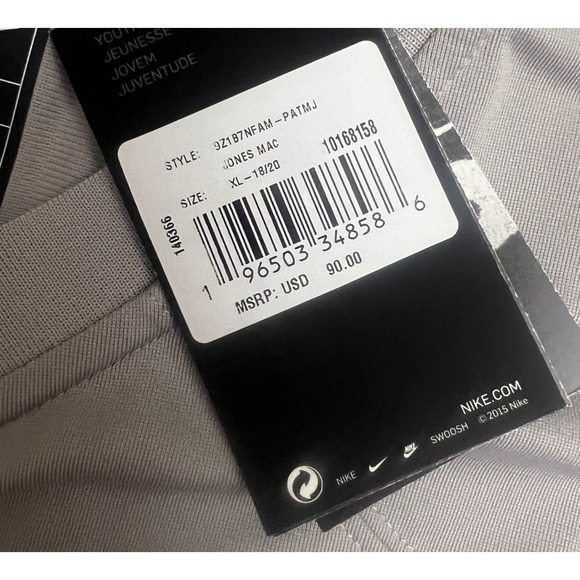 JEUNESSE
JOVEM
JUVENTUDE
STYLE: 9Z1B7NFAM-PATMJ
JONES MAC 10168158
SIZE: XL-18/20
140366
1 96503 34858 6
MSRP: USD 90.00
NIKE.COM
©2015 Nike
NIKE SWOOSH